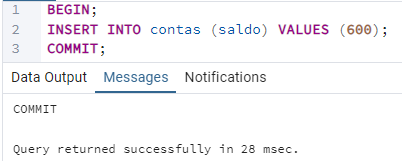 1 BEGIN;
2 INSERT INTO contas (saldo) VALUES (600);
3 COMMIT;
Data Output Messages Notifications
COMMIT
Query returned successfully in 28 msec.